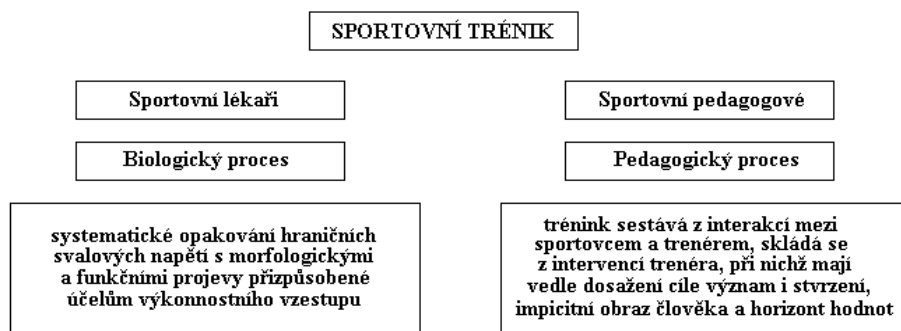 SPORTOVNÍ TRÉNIK
Sportovní lékaři
Sportovní pedagogové
Biologický proces
Pedagogický proces
systematické opakování hraničních
svalových napětí s morfologickými
a funkčními projevy přizpůsobené
účelům výkonnostního vzestupu
trénink sestává z interakcí mezi
sportovcem a trenérem, skládá se
z intervencí trenéra, při nichž mají
vedle dosažení cíle význam i stvrzení,
impicitní obraz člověka a horizont hodnot